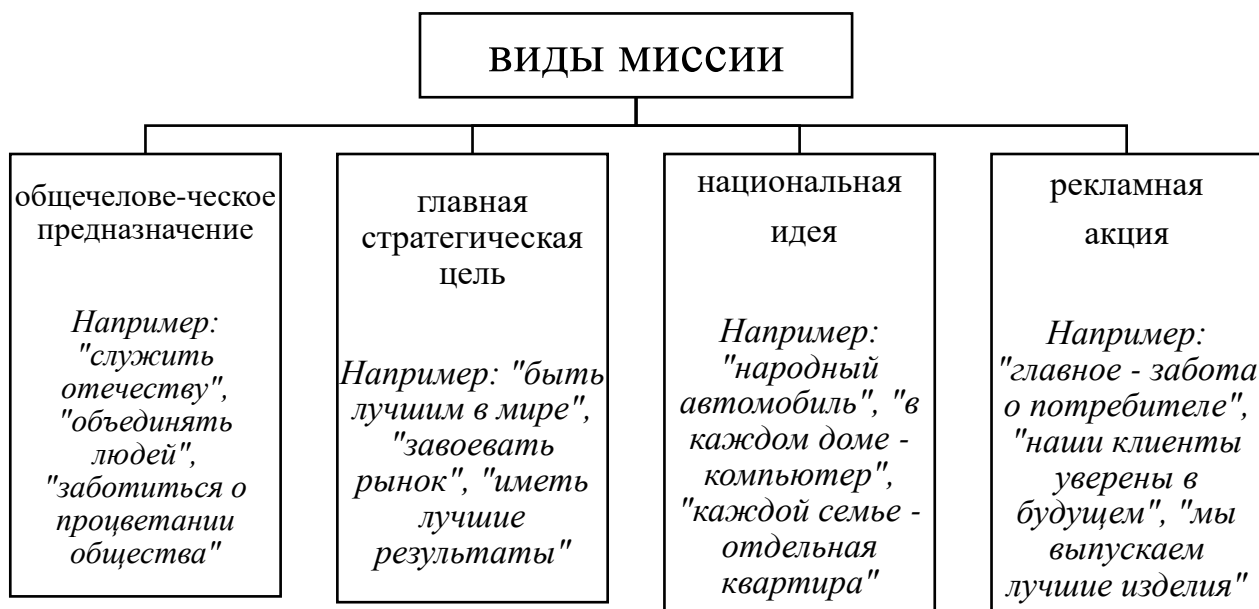 виды миссии
общечелове-ческое
предназначение
Например:
"служить
отечеству",
"объединять
людей",
"заботиться о
процветании
общества"
главная
стратегическая
цель
Например: "быть
лучшим в мире",
"завоевать
рынок", "иметь
лучшие
результаты"
национальная
идея
Например:
"народный
автомобиль", "в
каждом доме -
компьютер",
"каждой семье -
отдельная
квартира"
рекламная
акция
Например:
"главное - забота
о потребителе",
"наши клиенты
уверены в
будущем", "мы
выпускаем
лучшие изделия"